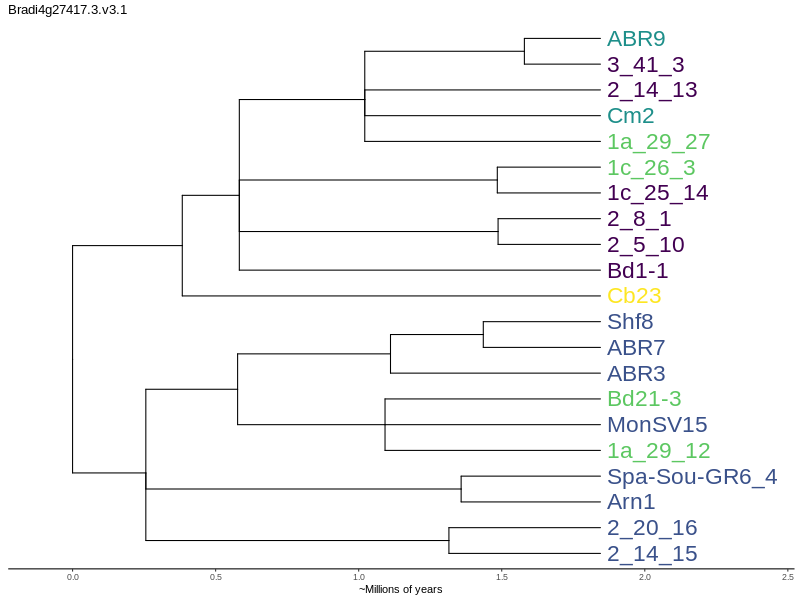 Bradi4g27417.3.v3.1
ABR9
3_41_3
2_14_13
Cm2
1a_29_27
1c_26_3
1c_25_14
2_8_1
2_5_10
Bd1-1
Cb23
Shf8
ABR7
ABR3
Bd21-3
MonSV15
1a_29_12
Spa-Sou-GR6_4
Arn1
2_20_16
2_14_15
0.0 0.5 1.0 1.5 2.0 2.5
~Millions of years